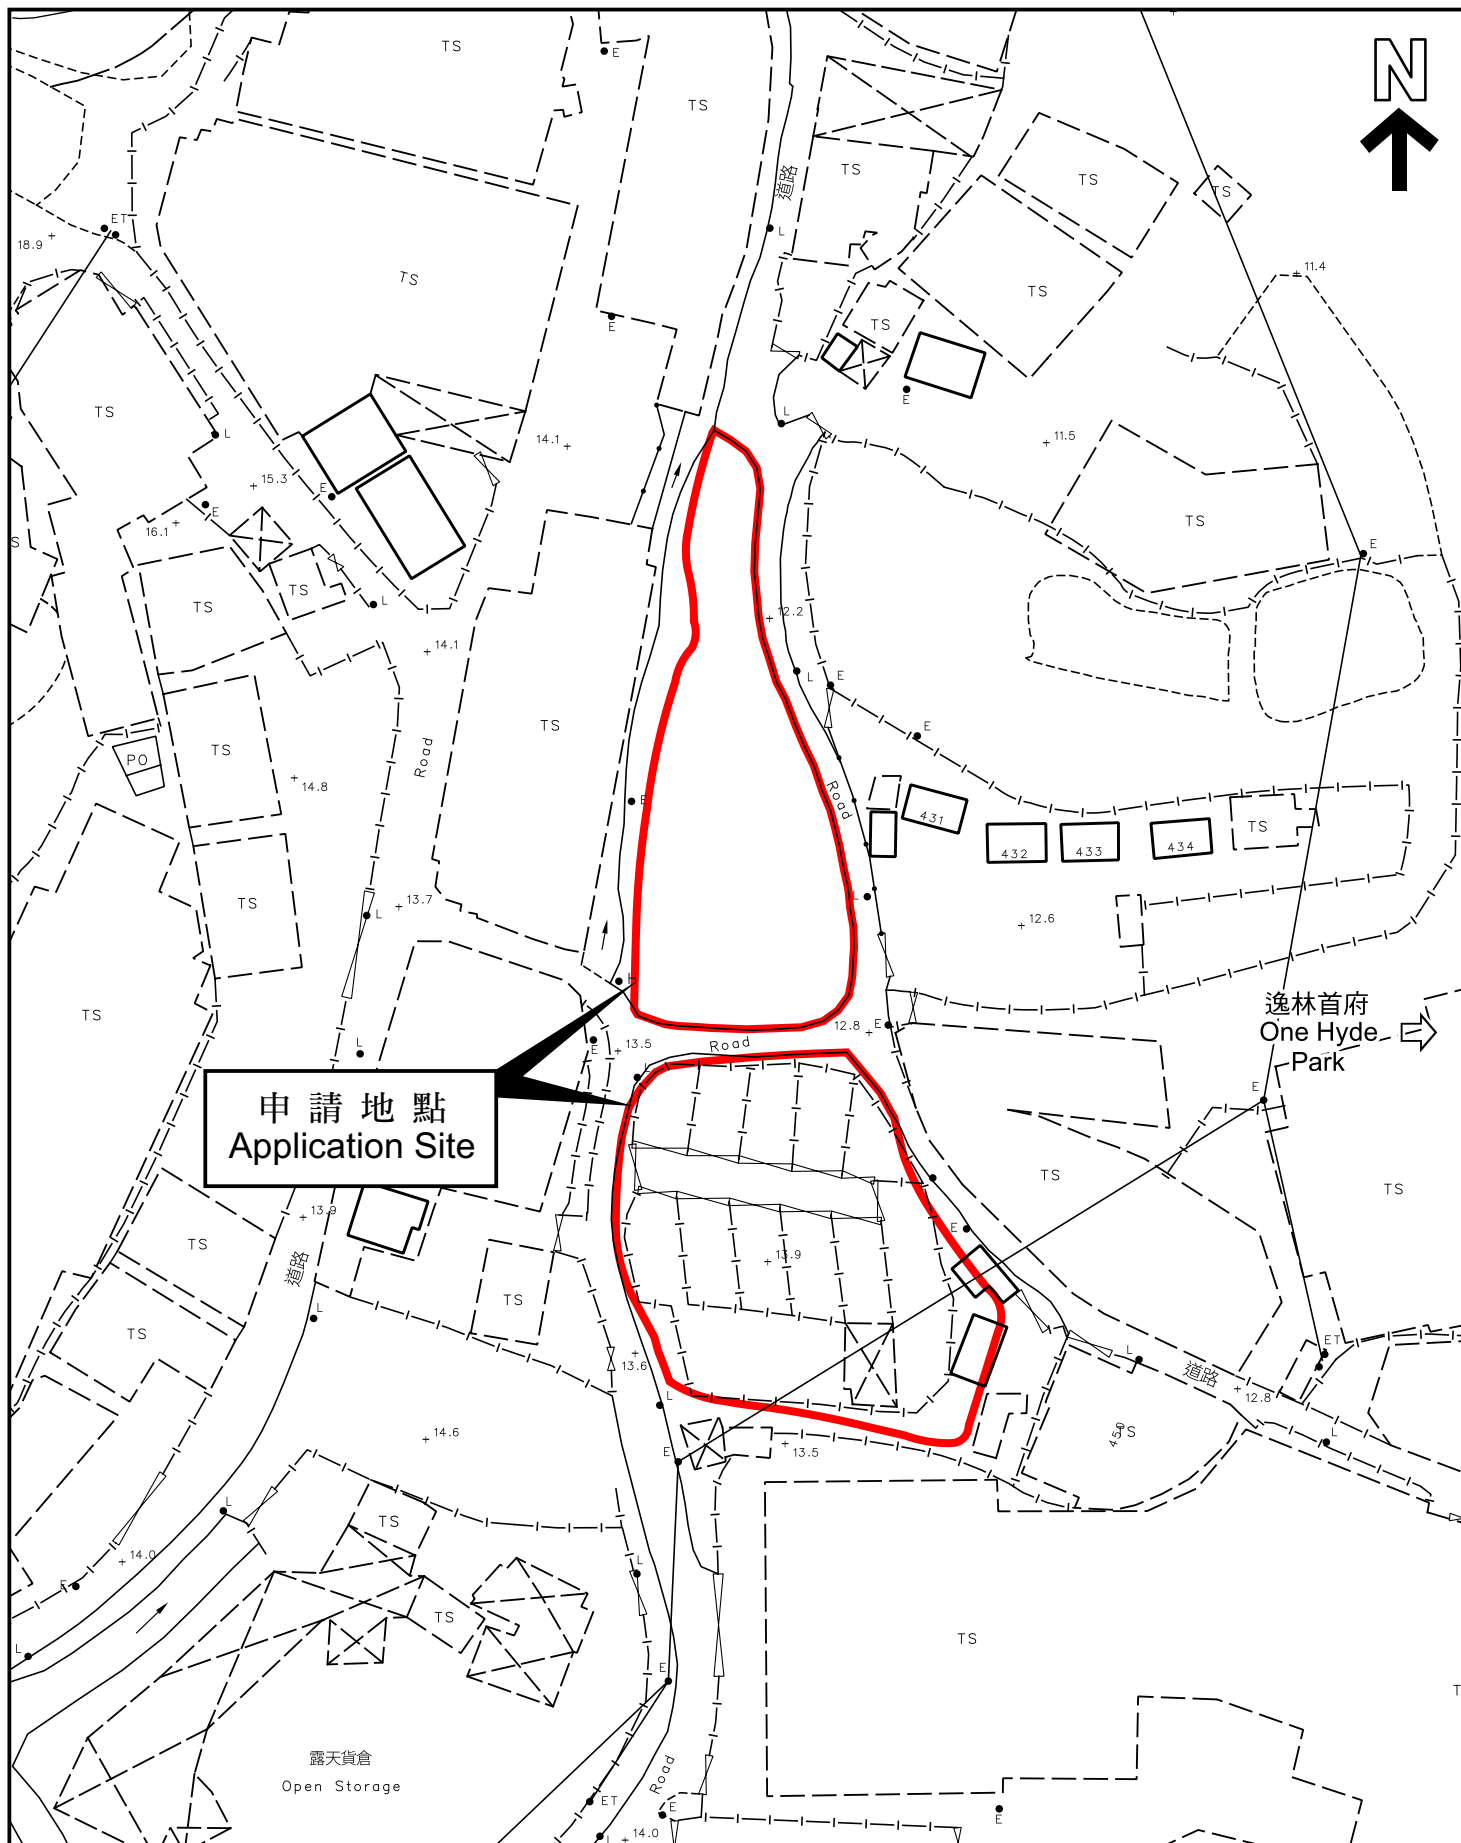 N
TS
E
TS
道路
TS
TS
TS
ET
18.9
L
11.4
TS
TS
TS
E
E
TS
L
L
14.1
11.5
15.3
E
E
16.1
TS
S
E
TS
TS
L
12.2
14.1
L
E
E
TS
TS
PO
Road
14.8
E
Road
431
432
433
434
TS
TS
13.7
L
L
12.6
H
TS
逸林首府
One Hyde
Park
12.8
E
Road
13.5
E
L
L
E
申請地點
Application Site
TS
TS
13.9
E
TS
道路
13.9
TS
L
TS
13.6
ET
L
道路
12.8
L
450
TS
14.6
E
13.5
L
L
TS
14.0
E
L
TS
TS
L
E
T
露天貨倉
Open Storage
Road
ET
E
E
L
14.0